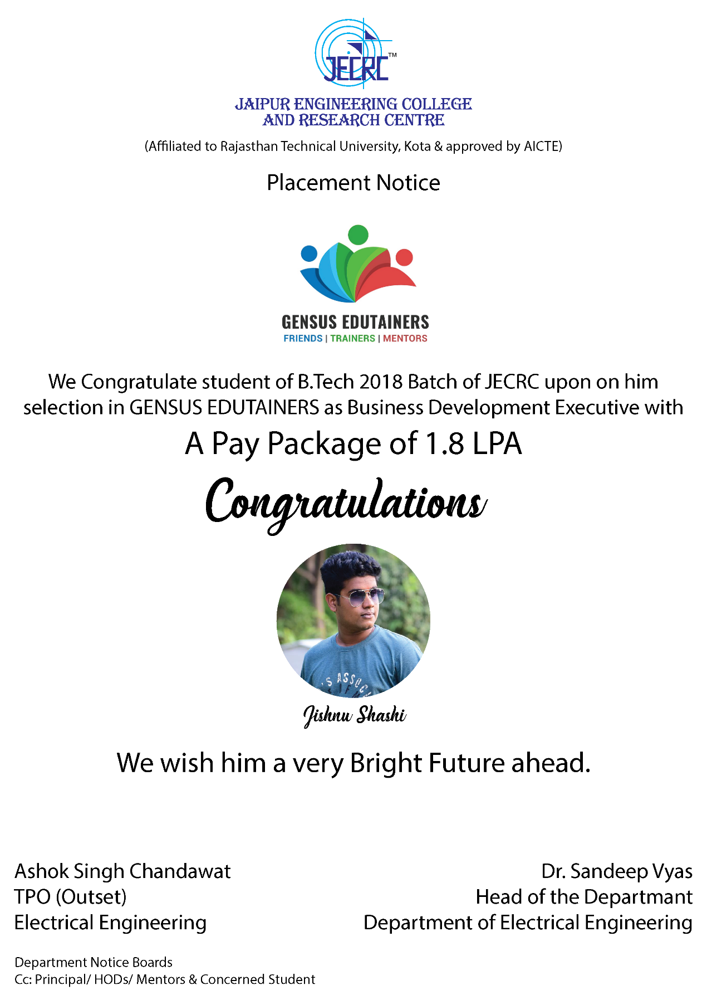 JECRC™
JAIPUR ENGINEERING COLLEGE
AND RESEARCH CENTRE
(Affiliated to Rajasthan Technical University, Kota & approved by AICTE)
Placement Notice
GENSUS EDUTAINERS
FRIENDS | TRAINERS | MENTORS
We Congratulate student of B.Tech 2018 Batch of JECRC upon on him
selection in GENSUS EDUTAINERS as Business Development Executive with
A Pay Package of 1.8 LPA
Congratulations
'S ASSOC
Jishnu Shashi
We wish him a very Bright Future ahead.
Ashok Singh Chandawat
TPO (Outset)
Electrical Engineering
Dr. Sandeep Vyas
Head of the Departmant
Department of Electrical Engineering
Department Notice Boards
Cc: Principal/ HODs/ Mentors & Concerned Student